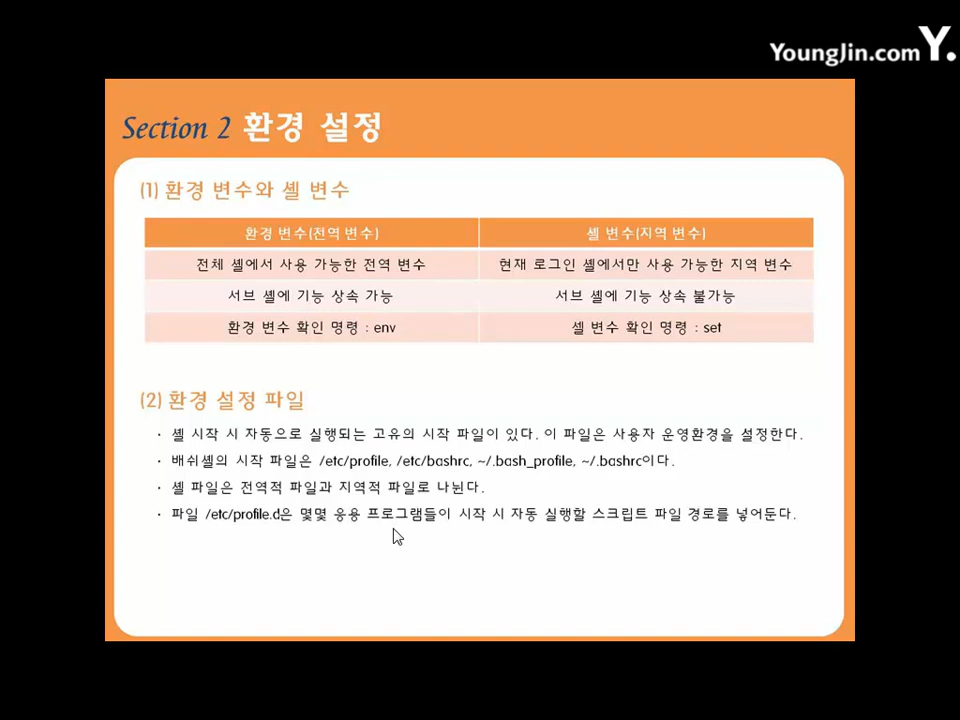 YoungJin.com Y.
Section 2 환경 설정
(1) 환경 변수와 셸 변수
환경 변수(전역 변수) 셸 변수(지역 변수)
전체 셸에서 사용 가능한 전역 변수 현재 로그인 셸에서만 사용 가능한 지역 변수
서브 셸에 기능 상속 가능 서브 셸에 기능 상속 불가능
환경 변수 확인 명령 : env 셸 변수 확인 명령 : set
(2) 환경 설정 파일
· 셸 시작 시 자동으로 실행되는 고유의 시작 파일이 있다. 이 파일은 사용자 운영환경을 설정한다.
· 배쉬셸의 시작 파일은 /etc/profile, /etc/bashrc, ~/.bash_profile, ~/.bashrc이다.
· 셸 파일은 전역적 파일과 지역적 파일로 나뉜다.
· 파일 /etc/profile.d은 몇몇 응용 프로그램들이 시작 시 자동 실행할 스크립트 파일 경로를 넣어둔다.